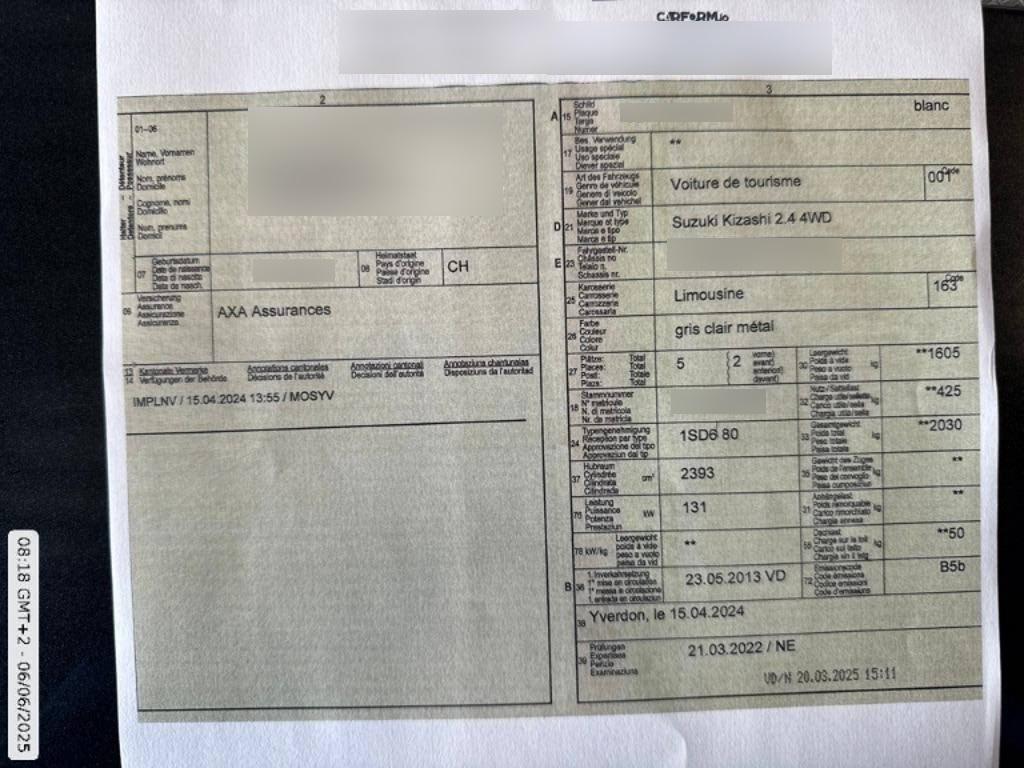 CARFORM.io
2
01-06
Name, Vornamen
Wohnort
Nom, prénoms
Domicile
Cognome, nomi
Domicilio
Num, prenums
Domicil
07
Geburtsdatum
Date de naissance
Data di nascita
Data da nasch.
08
Heimatstaat
Pays d'origine
Paese d'origine
Stadi d'origin
CH
09
Versicherung
Assurance
Assicurazione
Assicuranza
AXA Assurances
13
14
Kantonale Vermerke
Verfügungen der Behörde
Annotations cantonales
Décisions de l'autorité
Annotazioni cantonali
Decisioni dell'autorità
Annotaziuns chantunalas
Disposiziuns da l'autoritad
IMPLNV / 15.04.2024 13:55 / MOSYV
3
A 15
Schild
Plaque
Targa
Numer
blanc
17
Bes. Verwendung
Usage spécial
Uso speciale
Diever spezial
**
19
Art des Fahrzeugs
Genre de véhicule
Genere di veicolo
Gener dal vehichel
Voiture de tourisme
Code
001
D 21
Marke und Typ
Marque et type
Marca e tipo
Marca e tip
Suzuki Kizashi 2.4 4WD
E 23
Fahrgestell-Nr.
Châssis no
Telaio n.
Schassis nr.
25
Karosserie
Carrosserie
Carrozzeria
Carossaria
Limousine
Code
163
26
Farbe
Couleur
Colore
Colur
gris clair métal
27
Plätze: Total
Places: Total
Posti: Totale
Plazs: Total
5
2
vorne)
avant)
anteriori)
davant)
30
Leergewicht
Poids à vide
Peso a vuoto
Paisa da vid
kg
**1605
18
Stammnummer
N° matricule
N. di matricola
Nr. da matricla
32
Nutz-/Sattellast
Charge utile/sellette
Carico utile/sella
Chargia utila/sella
kg
**425
24
Typengenehmigung
Réception par type
Approvazione del tipo
Approvaziun dal tip
1SD6 80
33
Gesamtgewicht
Poids total
Peso totale
Paisa totala
kg
**2030
37
Hubraum
Cylindrée
Cilindrata
Cilindrada
cm³
2393
35
Gewicht des Zuges
Poids de l'ensemble
Peso del convoglio
Paisa cumposiziun
kg
**
76
Leistung
Puissance
Potenza
Prestaziun
kW
131
31
Anhängelast
Poids remorquable
Carico rimorchiato
Chargia annexa
kg
**
78 kW/kg
Leergewicht
poids à vide
peso a vuoto
paisa da vid
**
55
Dachlast
Charge sur le toit
Carico sul tetto
Chargia sin il tetg
kg
**50
B 36
1. Inverkehrsetzung
1re mise en circulation
1a messa in circolazione
1. entrada en circulaziun
23.05.2013 VD
72
Emissionscode
Code émissions
Codice emissioni
Code d'emissiuns
B5b
38
Yverdon, le 15.04.2024
39
Prüfungen
Expertises
Perizie
Examinaziuns
21.03.2022 / NE
VD/N 20.03.2025 15:11
08:18 GMT+2 - 06/06/2025